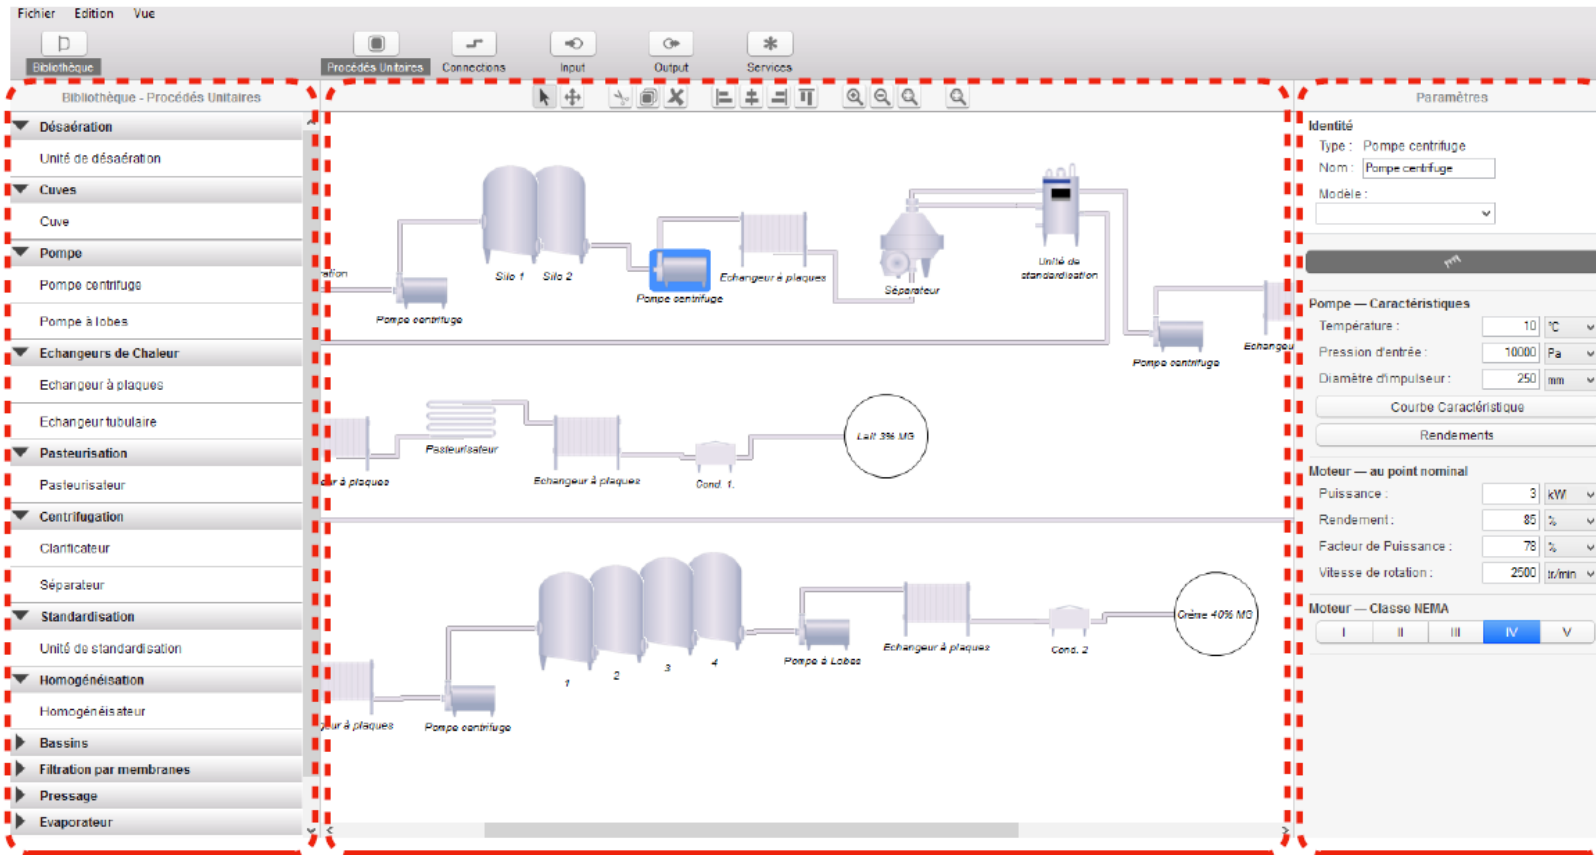 Fichier Edition Vue
Bibliothèque Procédés Unitaires Connections Input Output Services
Bibliothèque - Procédés Unitaires
Désaération
Unité de désaération
Cuves
Cuve
Pompe
Pompe centrifuge
Pompe à lobes
Echangeurs de Chaleur
Echangeur à plaques
Echangeur tubulaire
Pasteurisation
Pasteurisateur
Centrifugation
Clarificateur
Séparateur
Standardisation
Unité de standardisation
Homogénéisation
Homogénéisateur
Bassins
Filtration par membranes
Pressage
Evaporateur
ration
Pompe centrifuge
Silo 1 Silo 2
Pompe centrifuge
Echangeur à plaques
Séparateur
Unité de
standardisation
Pompe centrifuge
Echangeu
eur à plaques
Pasteurisateur
Echangeur à plaques
Cond. 1.
Lait 3% MG
geur à plaques
Pompe centrifuge
1 2 3 4
Pompe à Lobes
Echangeur à plaques
Cond. 2
Crème 40% MG
Paramètres
Identité
Type : Pompe centrifuge
Nom : Pompe centrifuge
Modèle :
Pompe — Caractéristiques
Température : 10 °C
Pression d'entrée : 10000 Pa
Diamètre d'impulseur : 250 mm
Courbe Caractéristique
Rendements
Moteur — au point nominal
Puissance : 3 kW
Rendement : 85 %
Facteur de Puissance : 78 %
Vitesse de rotation : 2500 tr/min
Moteur — Classe NEMA
I II III IV V